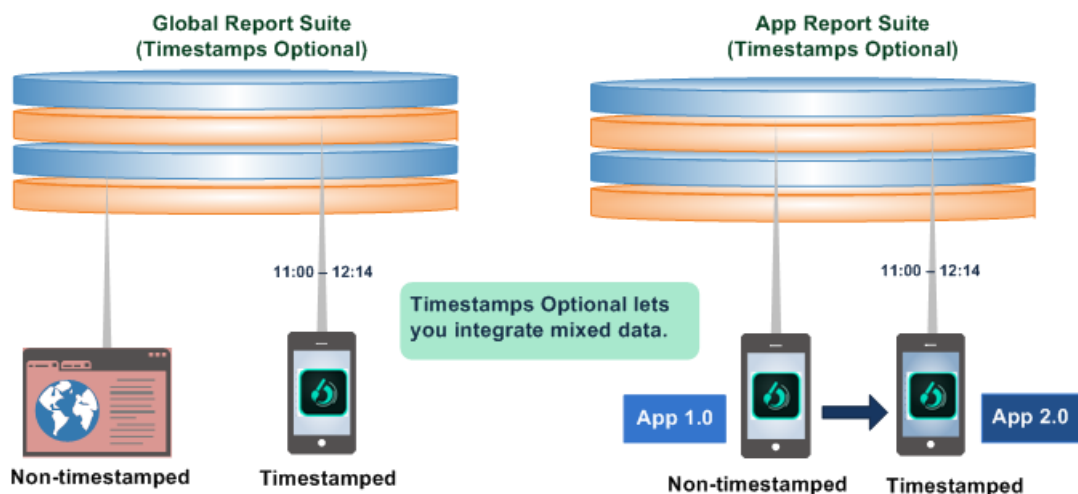 Global Report Suite
(Timestamps Optional)
App Report Suite
(Timestamps Optional)
11:00 – 12:14
11:00 – 12:14
Timestamps Optional lets
you integrate mixed data.
App 1.0
App 2.0
Non-timestamped
Timestamped
Non-timestamped
Timestamped